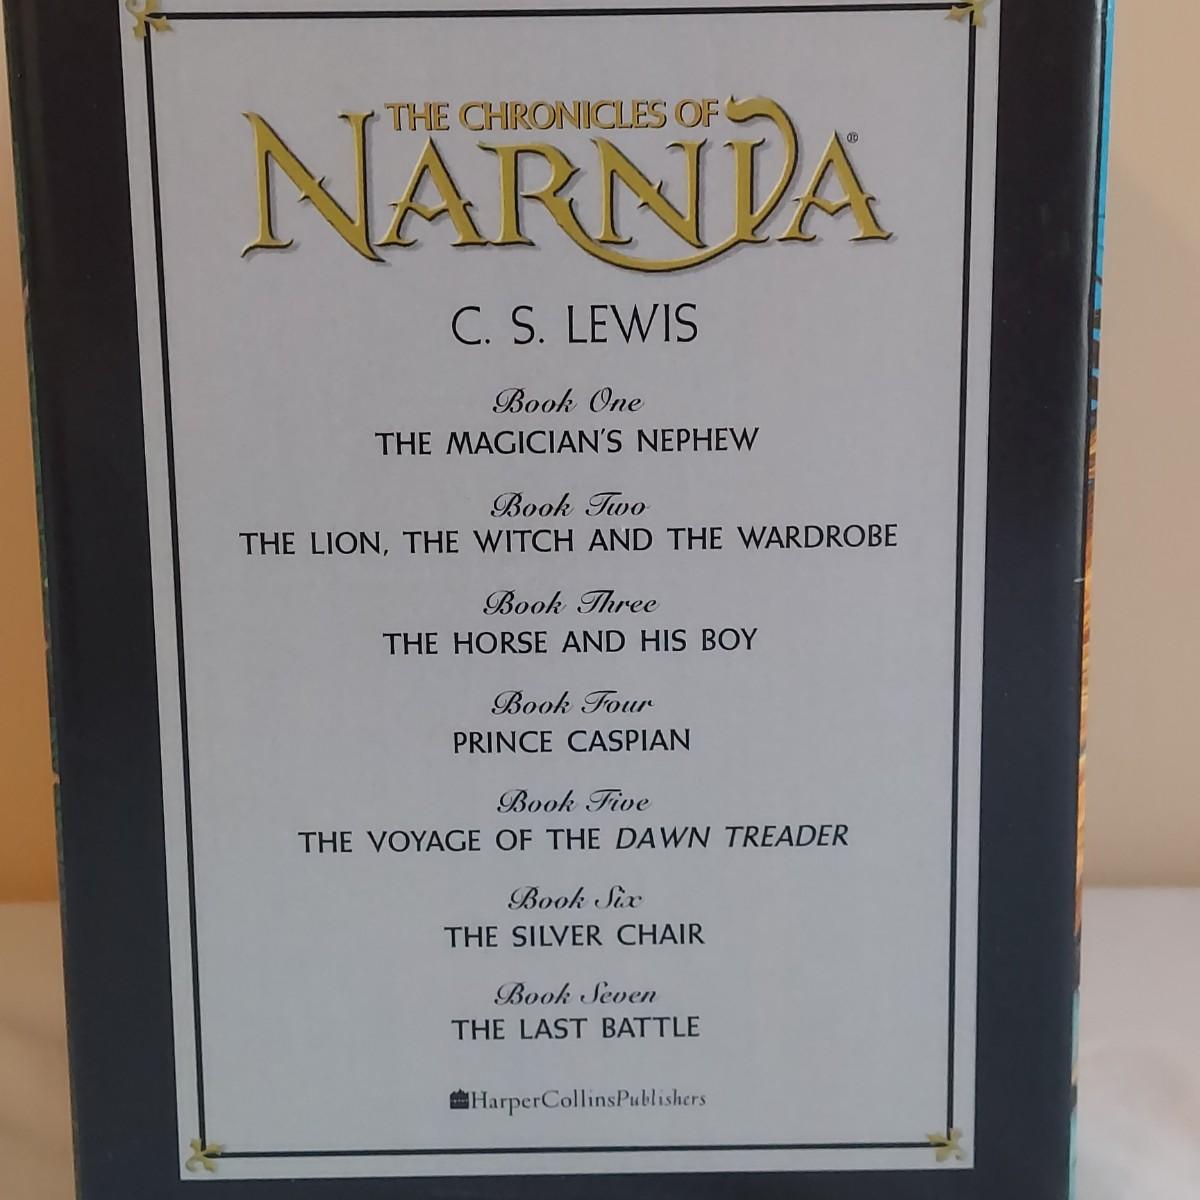 THE CHRONICLES OF
NARNIA®
C. S. LEWIS
Book One
THE MAGICIAN'S NEPHEW
Book Two
THE LION, THE WITCH AND THE WARDROBE
Book Three
THE HORSE AND HIS BOY
Book Four
PRINCE CASPIAN
Book Five
THE VOYAGE OF THE DAWN TREADER
Book Six
THE SILVER CHAIR
Book Seven
THE LAST BATTLE
HarperCollinsPublishers